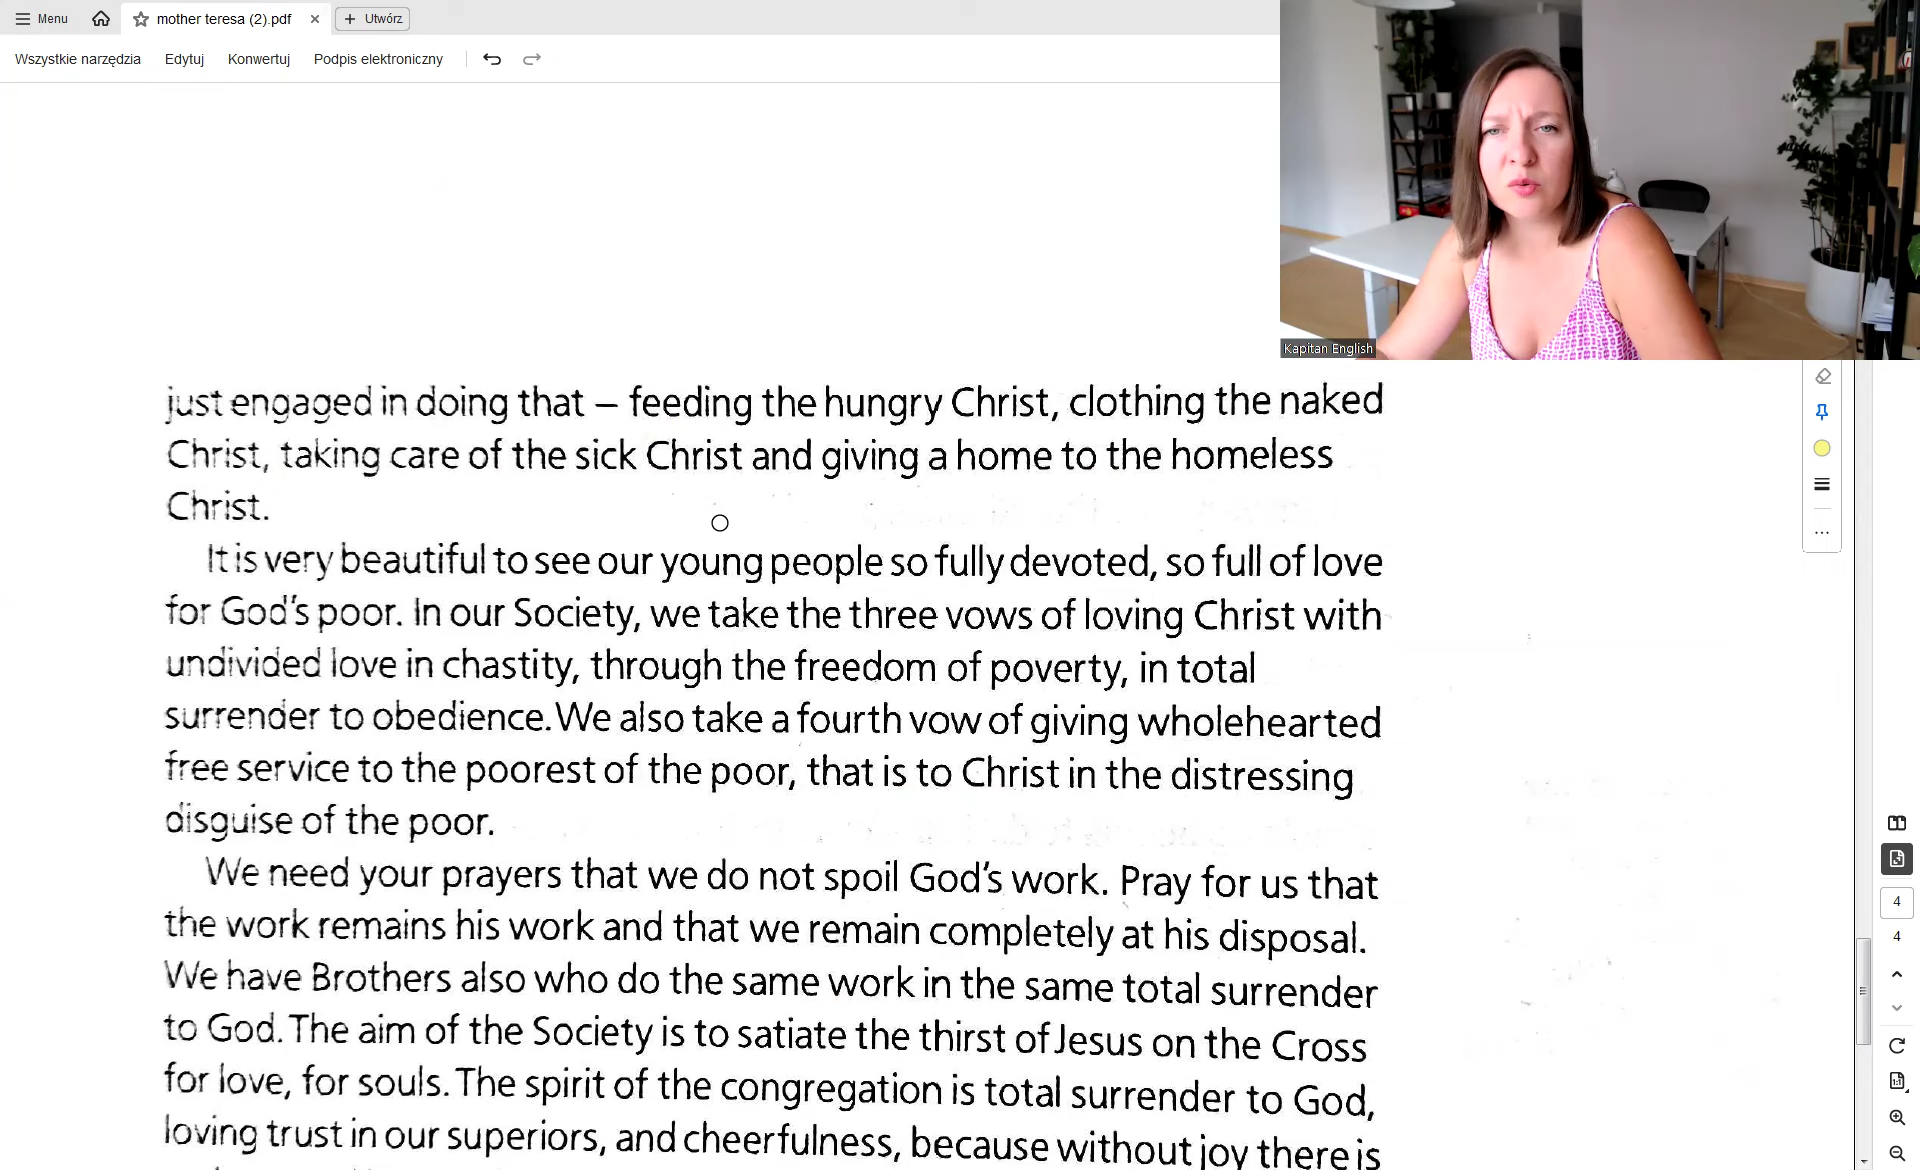 Menu
mother teresa (2).pdf
Utwórz
Wszystkie narzędzia Edytuj Konwertuj Podpis elektroniczny
Kapitan English
just engaged in doing that – feeding the hungry Christ, clothing the naked
Christ, taking care of the sick Christ and giving a home to the homeless
Christ.
It is very beautiful to see our young people so fully devoted, so full of love
for God's poor. In our Society, we take the three vows of loving Christ with
undivided love in chastity, through the freedom of poverty, in total
surrender to obedience. We also take a fourth vow of giving wholehearted
free service to the poorest of the poor, that is to Christ in the distressing
disguise of the poor.
We need your prayers that we do not spoil God's work. Pray for us that
the work remains his work and that we remain completely at his disposal.
We have Brothers also who do the same work in the same total surrender
to God. The aim of the Society is to satiate the thirst of Jesus on the Cross
for love, for souls. The spirit of the congregation is total surrender to God,
loving trust in our superiors, and cheerfulness, because without joy there is
4
4